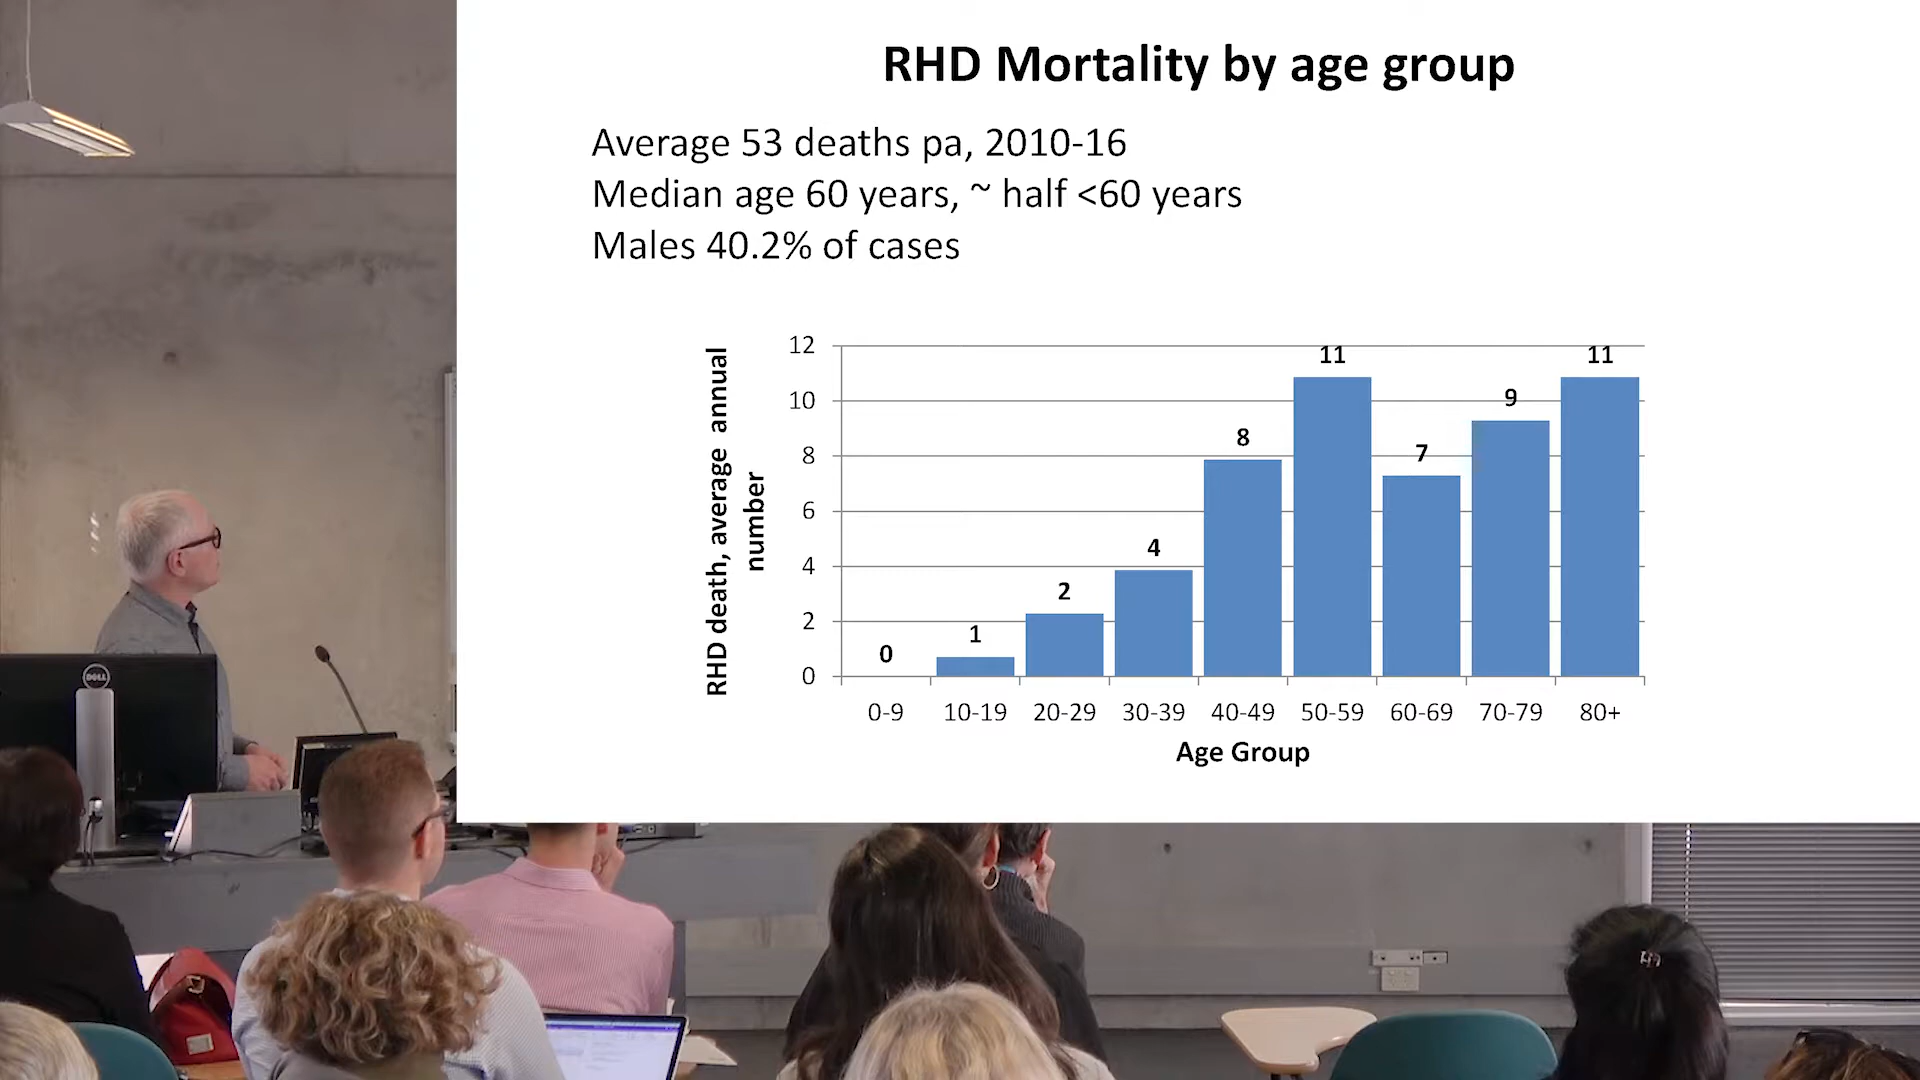 RHD Mortality by age group
Average 53 deaths pa, 2010-16
Median age 60 years, ~ half <60 years
Males 40.2% of cases
RHD death, average annual
number
12
10
8
6
4
2
0
0
1
2
4
8
11
7
9
11
0-9 10-19 20-29 30-39 40-49 50-59 60-69 70-79 80+
Age Group
DELL